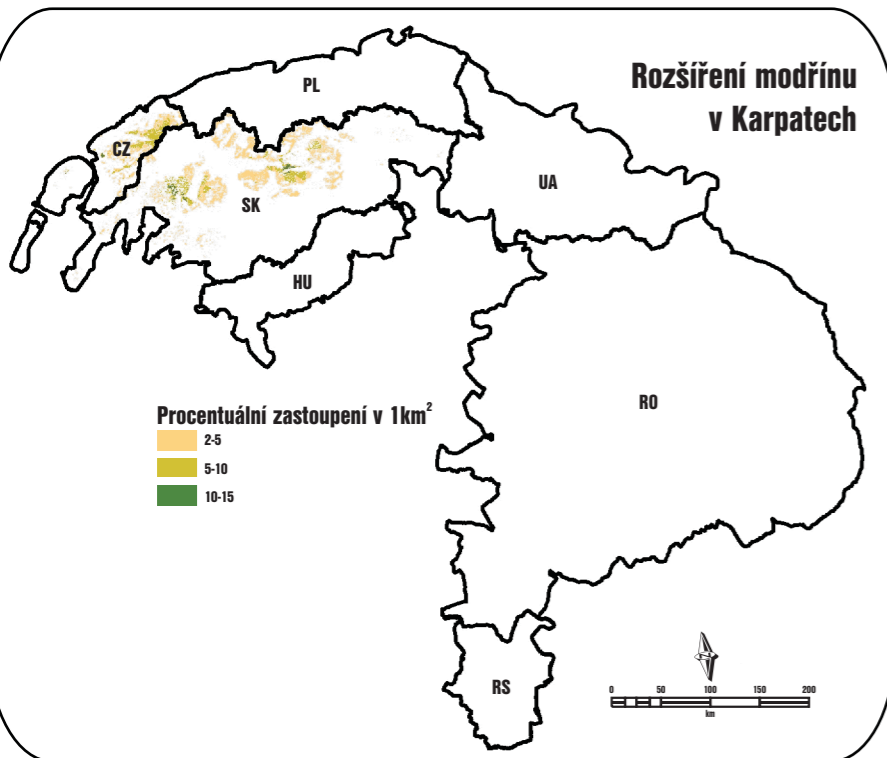 Rozšíření modřínu
v Karpatech
PL
CZ
SK
UA
HU
RO
RS
Procentuální zastoupení v 1km²
2-5
5-10
10-15
0 50 100 150 200
km